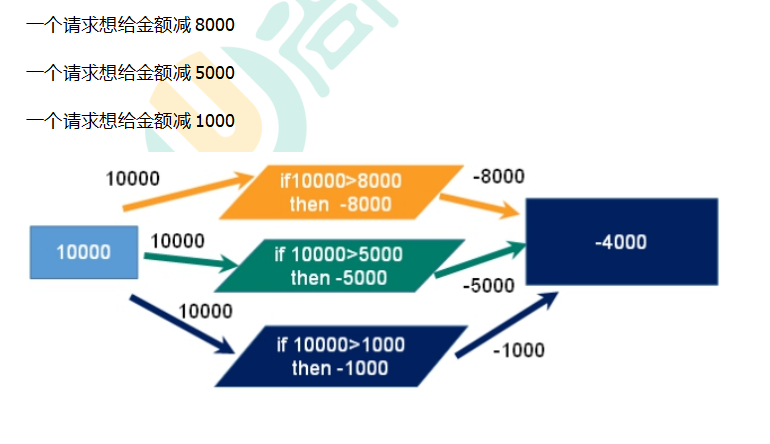 一个请求想给金额减 8000
一个请求想给金额减 5000
一个请求想给金额减 1000
10000
if10000>8000
then -8000
-8000
10000
10000
if 10000>5000
then -5000
-5000
-4000
10000
if 10000>1000
then -1000
-1000